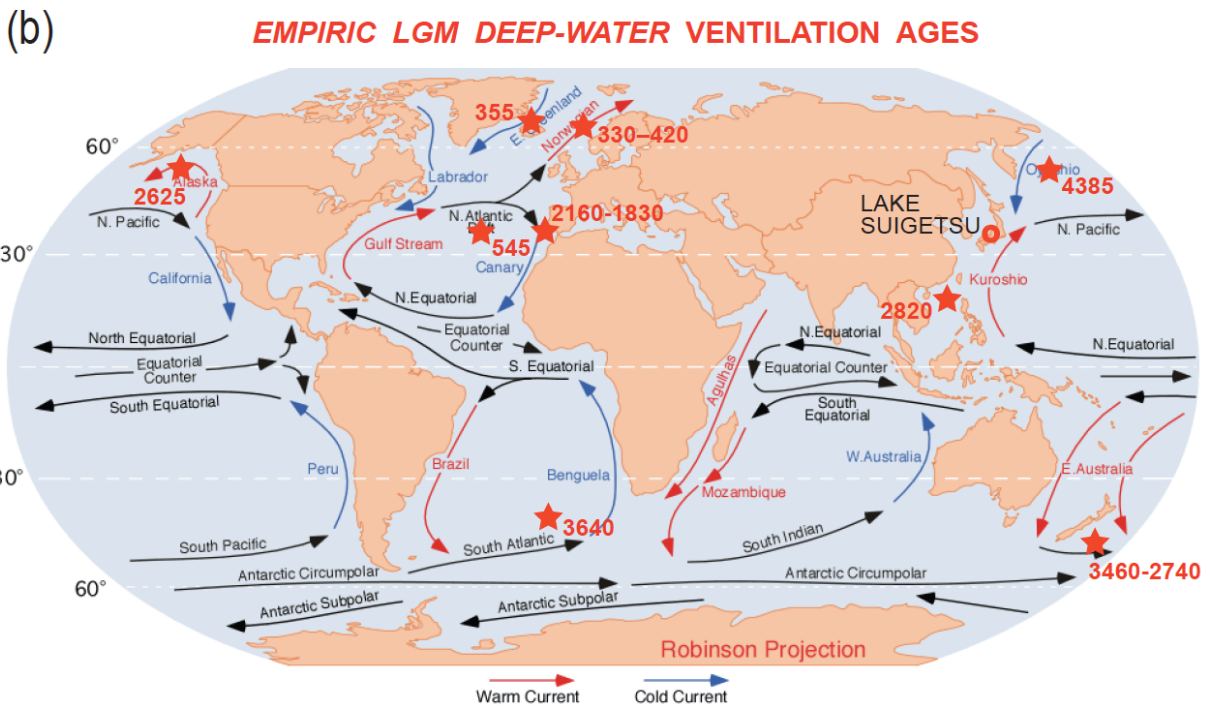 (b)
EMPIRIC LGM DEEP-WATER VENTILATION AGES
355
E. Greenland
Norwegian
330–420
60°
2625
Alaska
Labrador
Oyashio
4385
N. Pacific
N.Atlantic
Drift
2160-1830
LAKE
SUIGETSU
N. Pacific
Gulf Stream
545
30°
California
Canary
Kuroshio
N.Equatorial
2820
North Equatorial
Equatorial
Counter
N.Equatorial
N.Equatorial
Equatorial
Counter
S. Equatorial
Agulhas
Equatorial Counter
South Equatorial
South
Equatorial
Peru
Brazil
Benguela
W.Australia
E.Australia
30°
Mozambique
3640
South Pacific
South Atlantic
South Indian
3460-2740
60°
Antarctic Circumpolar
Antarctic Circumpolar
Antarctic Subpolar
Antarctic Subpolar
Robinson Projection
Warm Current
Cold Current